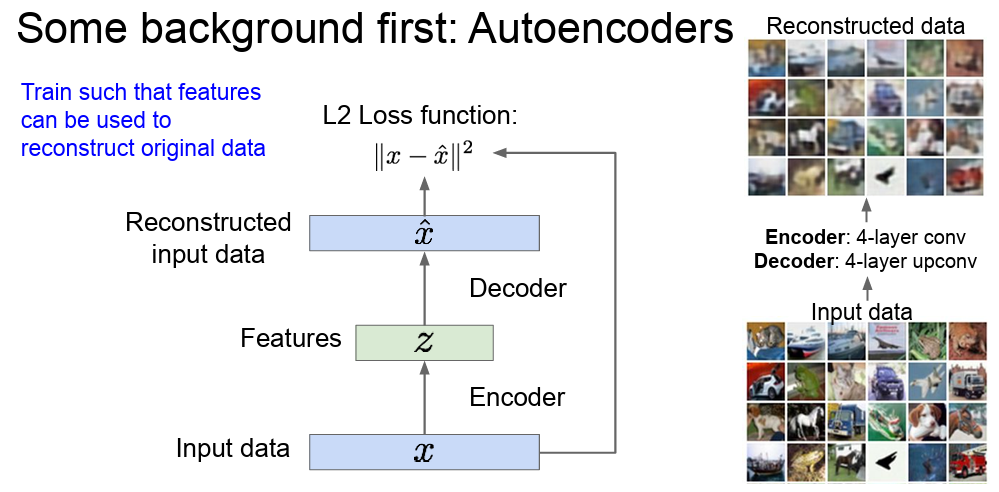 Some background first: Autoencoders
Train such that features
can be used to
reconstruct original data
L2 Loss function:
‖x − x̂‖²
Reconstructed
input data
x̂
Decoder
Features
z
Encoder
Input data
x
Reconstructed data
Encoder: 4-layer conv
Decoder: 4-layer upconv
Input data